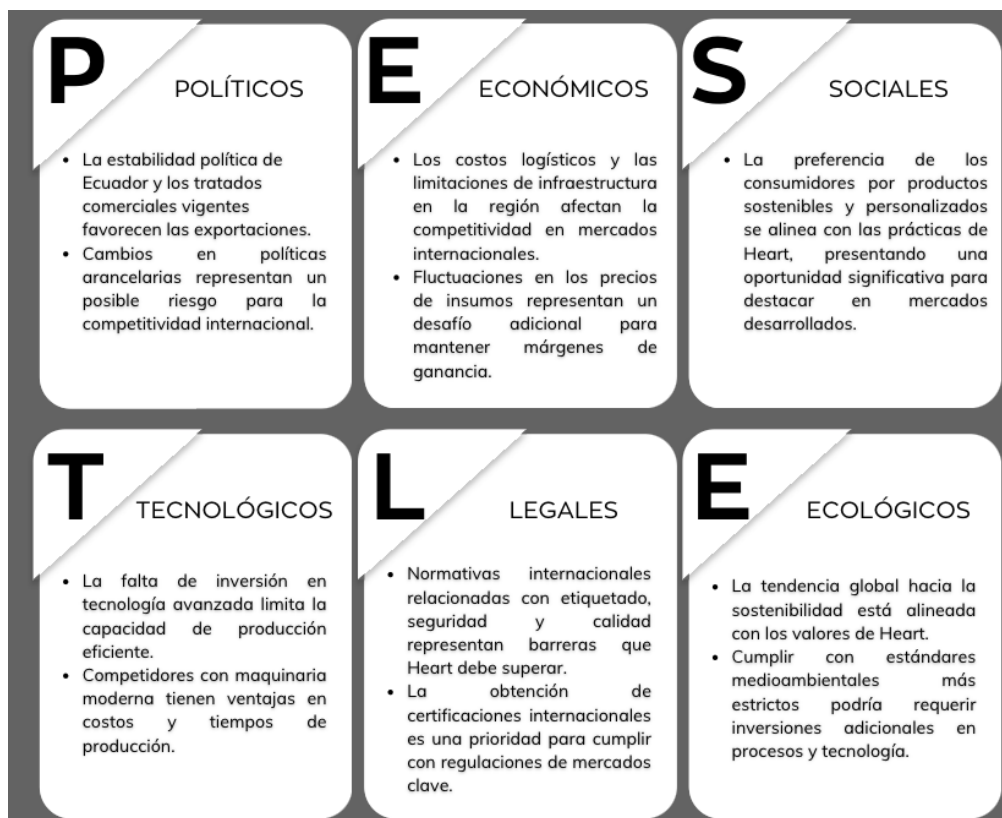 P
POLÍTICOS
• La estabilidad política de
Ecuador y los tratados
comerciales vigentes
favorecen las exportaciones.
• Cambios en políticas
arancelarias representan un
posible riesgo para la
competitividad internacional.
E
ECONÓMICOS
• Los costos logísticos y las
limitaciones de infraestructura
en la región afectan la
competitividad en mercados
internacionales.
• Fluctuaciones en los precios
de insumos representan un
desafío adicional para
mantener márgenes de
ganancia.
S
SOCIALES
• La preferencia de los
consumidores por productos
sostenibles y personalizados
se alinea con las prácticas de
Heart, presentando una
oportunidad significativa para
destacar en mercados
desarrollados.
T
TECNOLÓGICOS
• La falta de inversión en
tecnología avanzada limita la
capacidad de producción
eficiente.
• Competidores con maquinaria
moderna tienen ventajas en
costos y tiempos de
producción.
L
LEGALES
• Normativas internacionales
relacionadas con etiquetado,
seguridad y calidad
representan barreras que
Heart debe superar.
• La obtención de
certificaciones internacionales
es una prioridad para cumplir
con regulaciones de mercados
clave.
E
ECOLÓGICOS
• La tendencia global hacia la
sostenibilidad está alineada
con los valores de Heart.
• Cumplir con estándares
medioambientales más
estrictos podría requerir
inversiones adicionales en
procesos y tecnología.